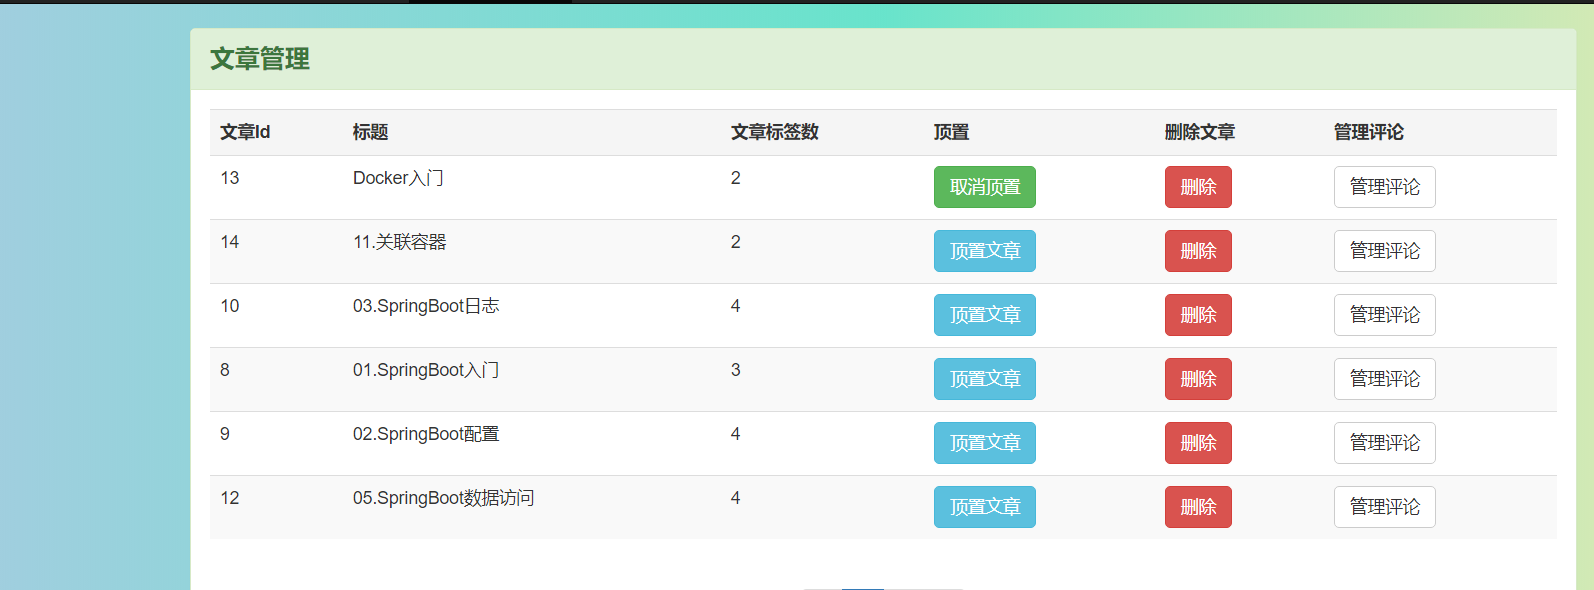 文章管理
文章Id 标题 文章标签数 顶置 删除文章 管理评论
13 Docker入门 2 取消顶置 删除 管理评论
14 11.关联容器 2 顶置文章 删除 管理评论
10 03.SpringBoot日志 4 顶置文章 删除 管理评论
8 01.SpringBoot入门 3 顶置文章 删除 管理评论
9 02.SpringBoot配置 4 顶置文章 删除 管理评论
12 05.SpringBoot数据访问 4 顶置文章 删除 管理评论